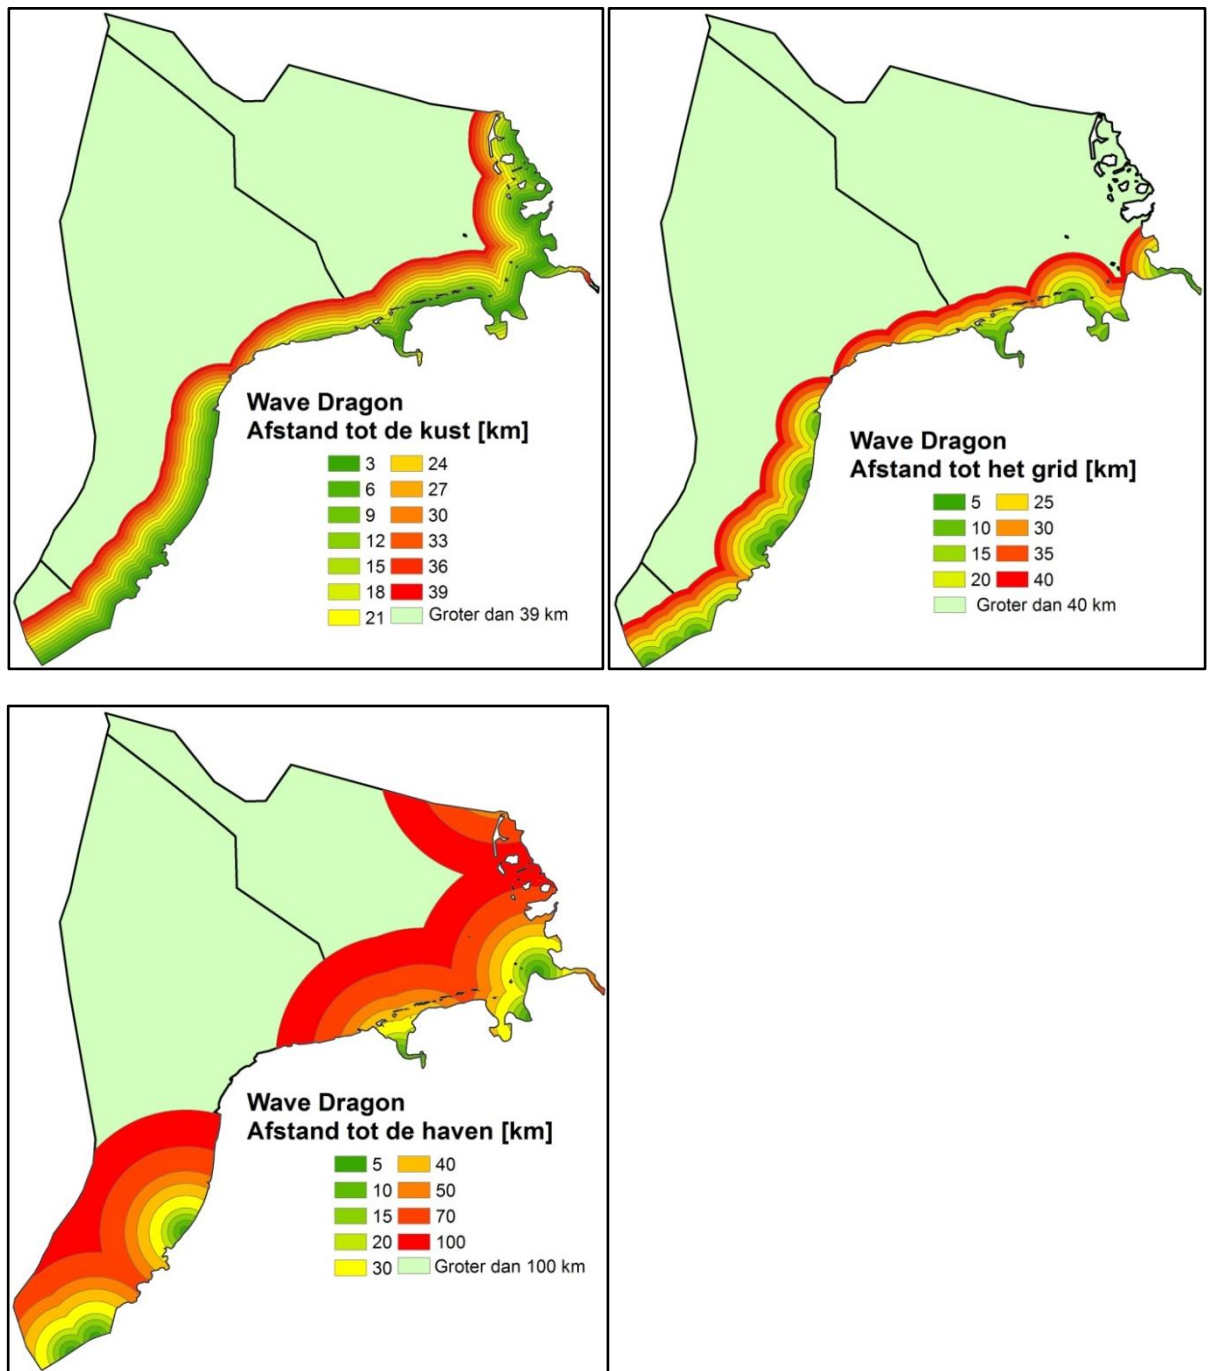 Wave Dragon
Afstand tot de kust [km]
3 24
6 27
9 30
12 33
15 36
18 39
21 Groter dan 39 km
Wave Dragon
Afstand tot het grid [km]
5 25
10 30
15 35
20 40
Groter dan 40 km
Wave Dragon
Afstand tot de haven [km]
5 40
10 50
15 70
20 100
30 Groter dan 100 km